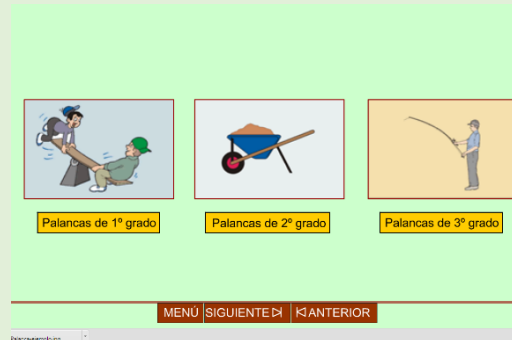 Palancas de 1º grado
Palancas de 2º grado
Palancas de 3º grado
MENÚ SIGUIENTE ANTERIOR